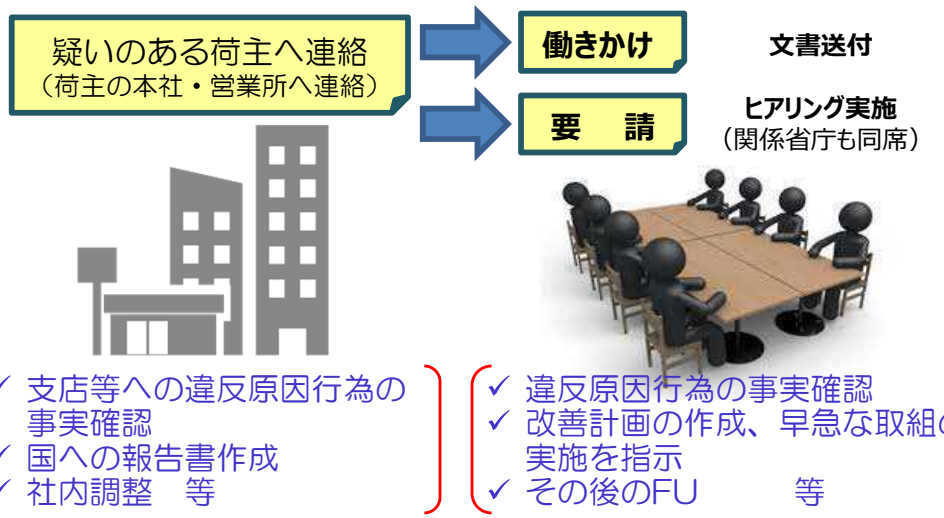 疑いのある荷主へ連絡
（荷主の本社・営業所へ連絡）
働きかけ
文書送付
要 請
ヒアリング実施
（関係省庁も同席）
✓ 支店等への違反原因行為の
事実確認
✓ 国への報告書作成
✓ 社内調整 等
✓ 違反原因行為の事実確認
✓ 改善計画の作成、早急な取組の
実施を指示
✓ その後のFU 等